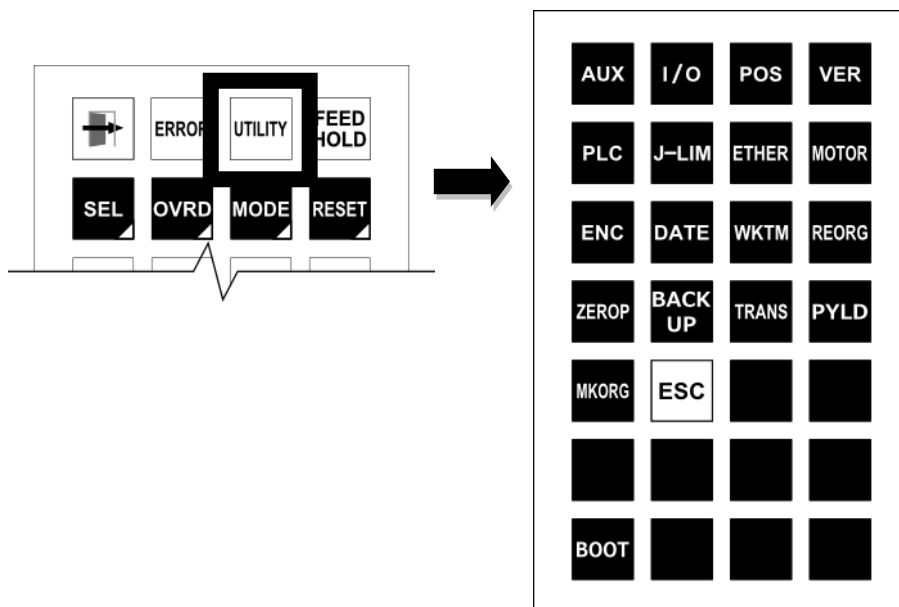 ERROR UTILITY FEED HOLD
SEL OVRD MODE RESET
AUX I/O POS VER
PLC J-LIM ETHER MOTOR
ENC DATE WKTM REORG
ZEROP BACK UP TRANS PYLD
MKORG ESC
BOOT